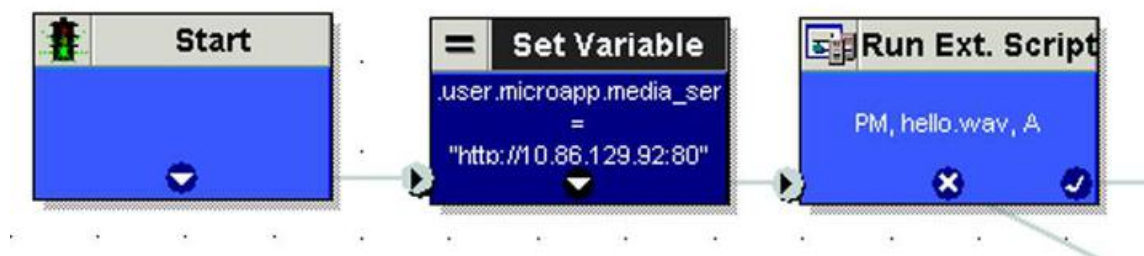 Start
Set Variable
.user.microapp.media_ser
=
"http://10.86.129.92:80"
Run Ext. Script
PM, hello.wav, A